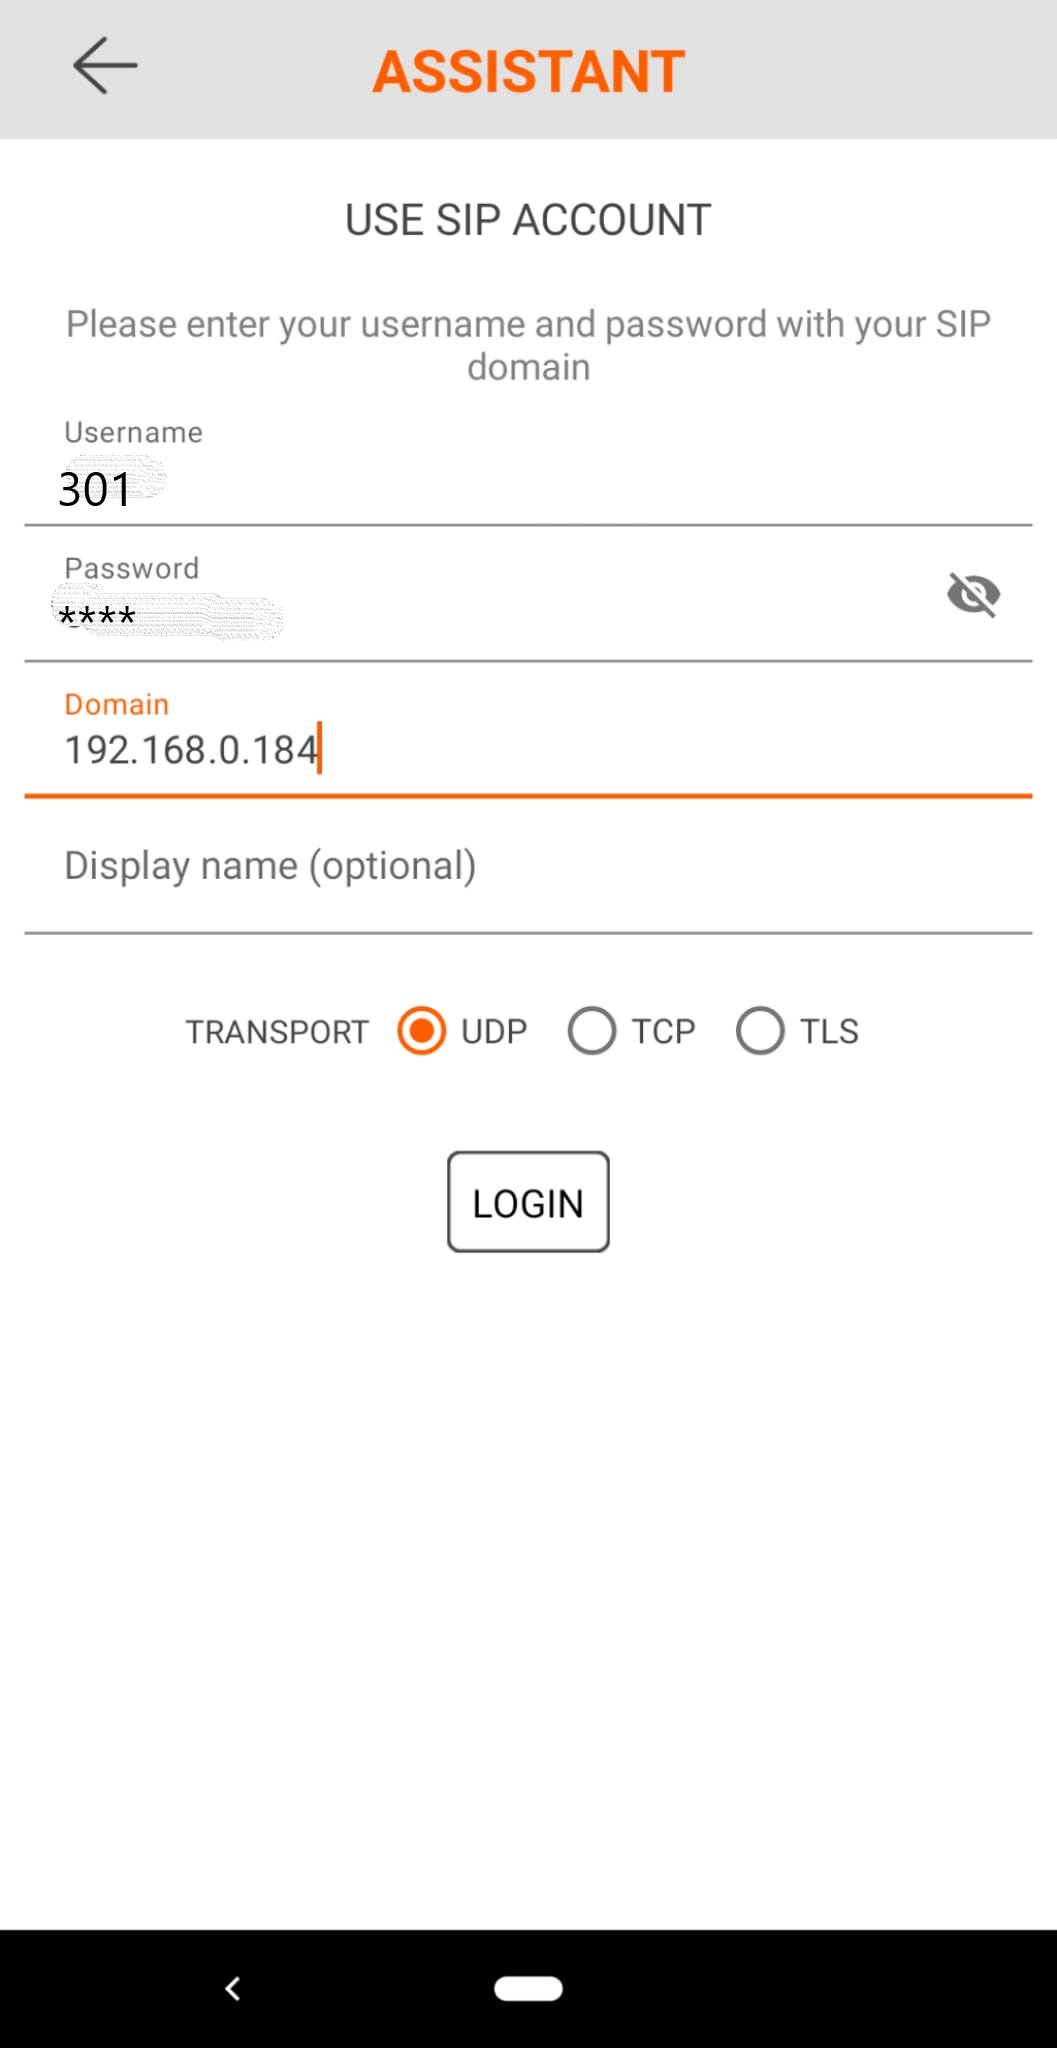 ASSISTANT
USE SIP ACCOUNT
Please enter your username and password with your SIP
domain
Username
301
Password
****
Domain
192.168.0.184
Display name (optional)
TRANSPORT UDP TCP TLS
LOGIN